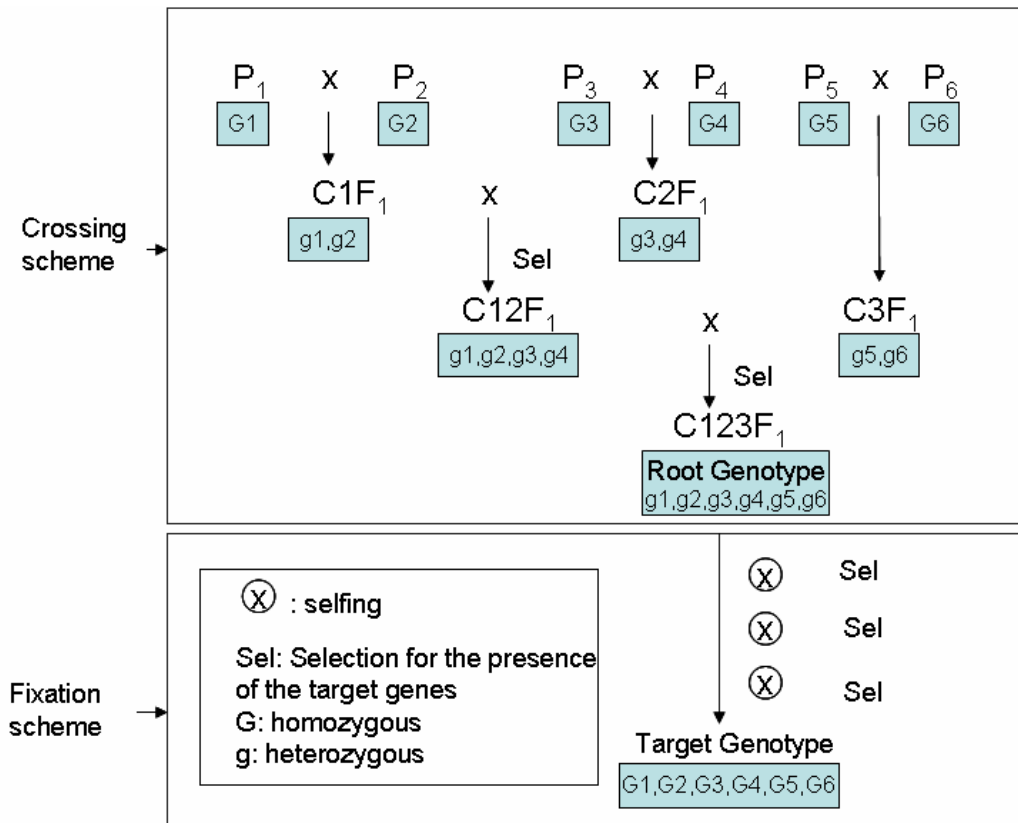 P1 x P2 P3 x P4 P5 x P6
G1 G2 G3 G4 G5 G6
C1F1 x C2F1
g1,g2 g3,g4
Crossing
scheme
Sel
C12F1 x C3F1
g1,g2,g3,g4 g5,g6
Sel
C123F1
Root Genotype
g1,g2,g3,g4,g5,g6
Fixation
scheme
X : selfing
Sel: Selection for the presence
of the target genes
G: homozygous
g: heterozygous
X Sel
X Sel
X Sel
Target Genotype
G1,G2,G3,G4,G5,G6